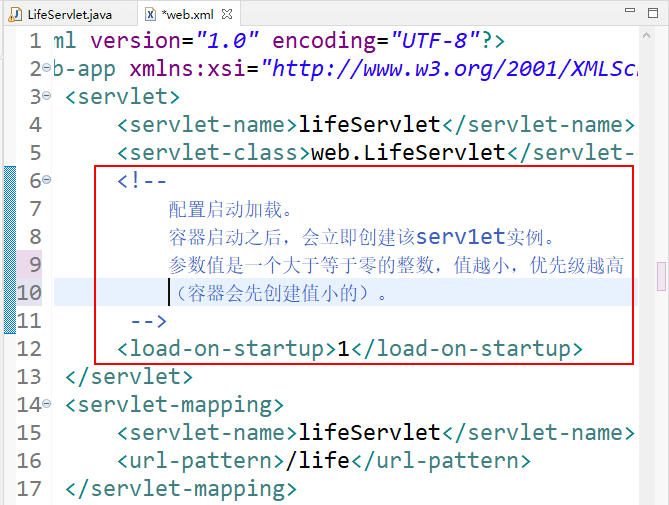 LifeServlet.java *web.xml
1 ml version="1.0" encoding="UTF-8"?>
2 b-app xmlns:xsi="http://www.w3.org/2001/XMLSc
3 <servlet>
4 <servlet-name>lifeServlet</servlet-name>
5 <servlet-class>web.LifeServlet</servlet-
6 <!--
7 配置启动加载。
8 容器启动之后，会立即创建该serv1et实例。
9 参数值是一个大于等于零的整数，值越小，优先级越高
10 （容器会先创建值小的）。
11 -->
12 <load-on-startup>1</load-on-startup>
13 </servlet>
14 <servlet-mapping>
15 <servlet-name>lifeServlet</servlet-name>
16 <url-pattern>/life</url-pattern>
17 </servlet-mapping>